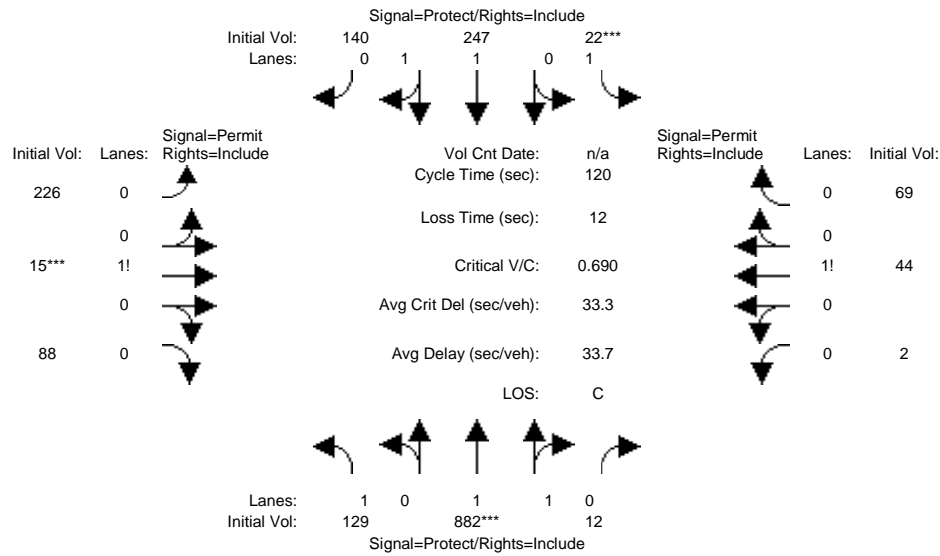 Signal=Protect/Rights=Include
Initial Vol: 140 247 22***
Lanes: 0 1 1 0 1
Signal=Permit Signal=Permit
Initial Vol: Lanes: Rights=Include Vol Cnt Date: n/a Rights=Include Lanes: Initial Vol:
Cycle Time (sec): 120
226 0 0 69
Loss Time (sec): 12
0 0
15*** 1! Critical V/C: 0.690 1! 44
0 Avg Crit Del (sec/veh): 33.3 0
88 0 Avg Delay (sec/veh): 33.7 0 2
LOS: C
Lanes: 1 0 1 1 0
Initial Vol: 129 882*** 12
Signal=Protect/Rights=Include